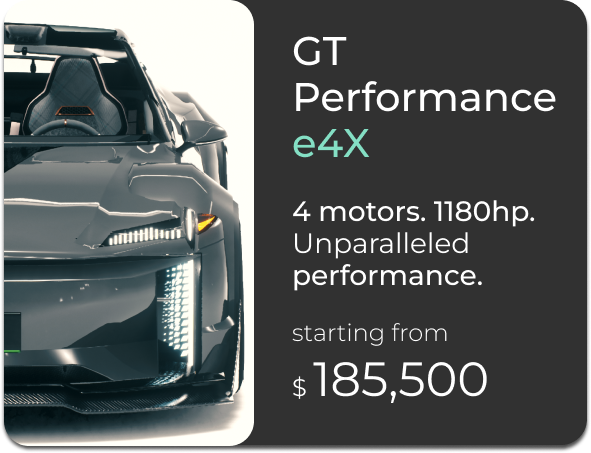 GT
Performance
e4X
4 motors. 1180hp.
Unparalleled
performance.
starting from
$ 185,500